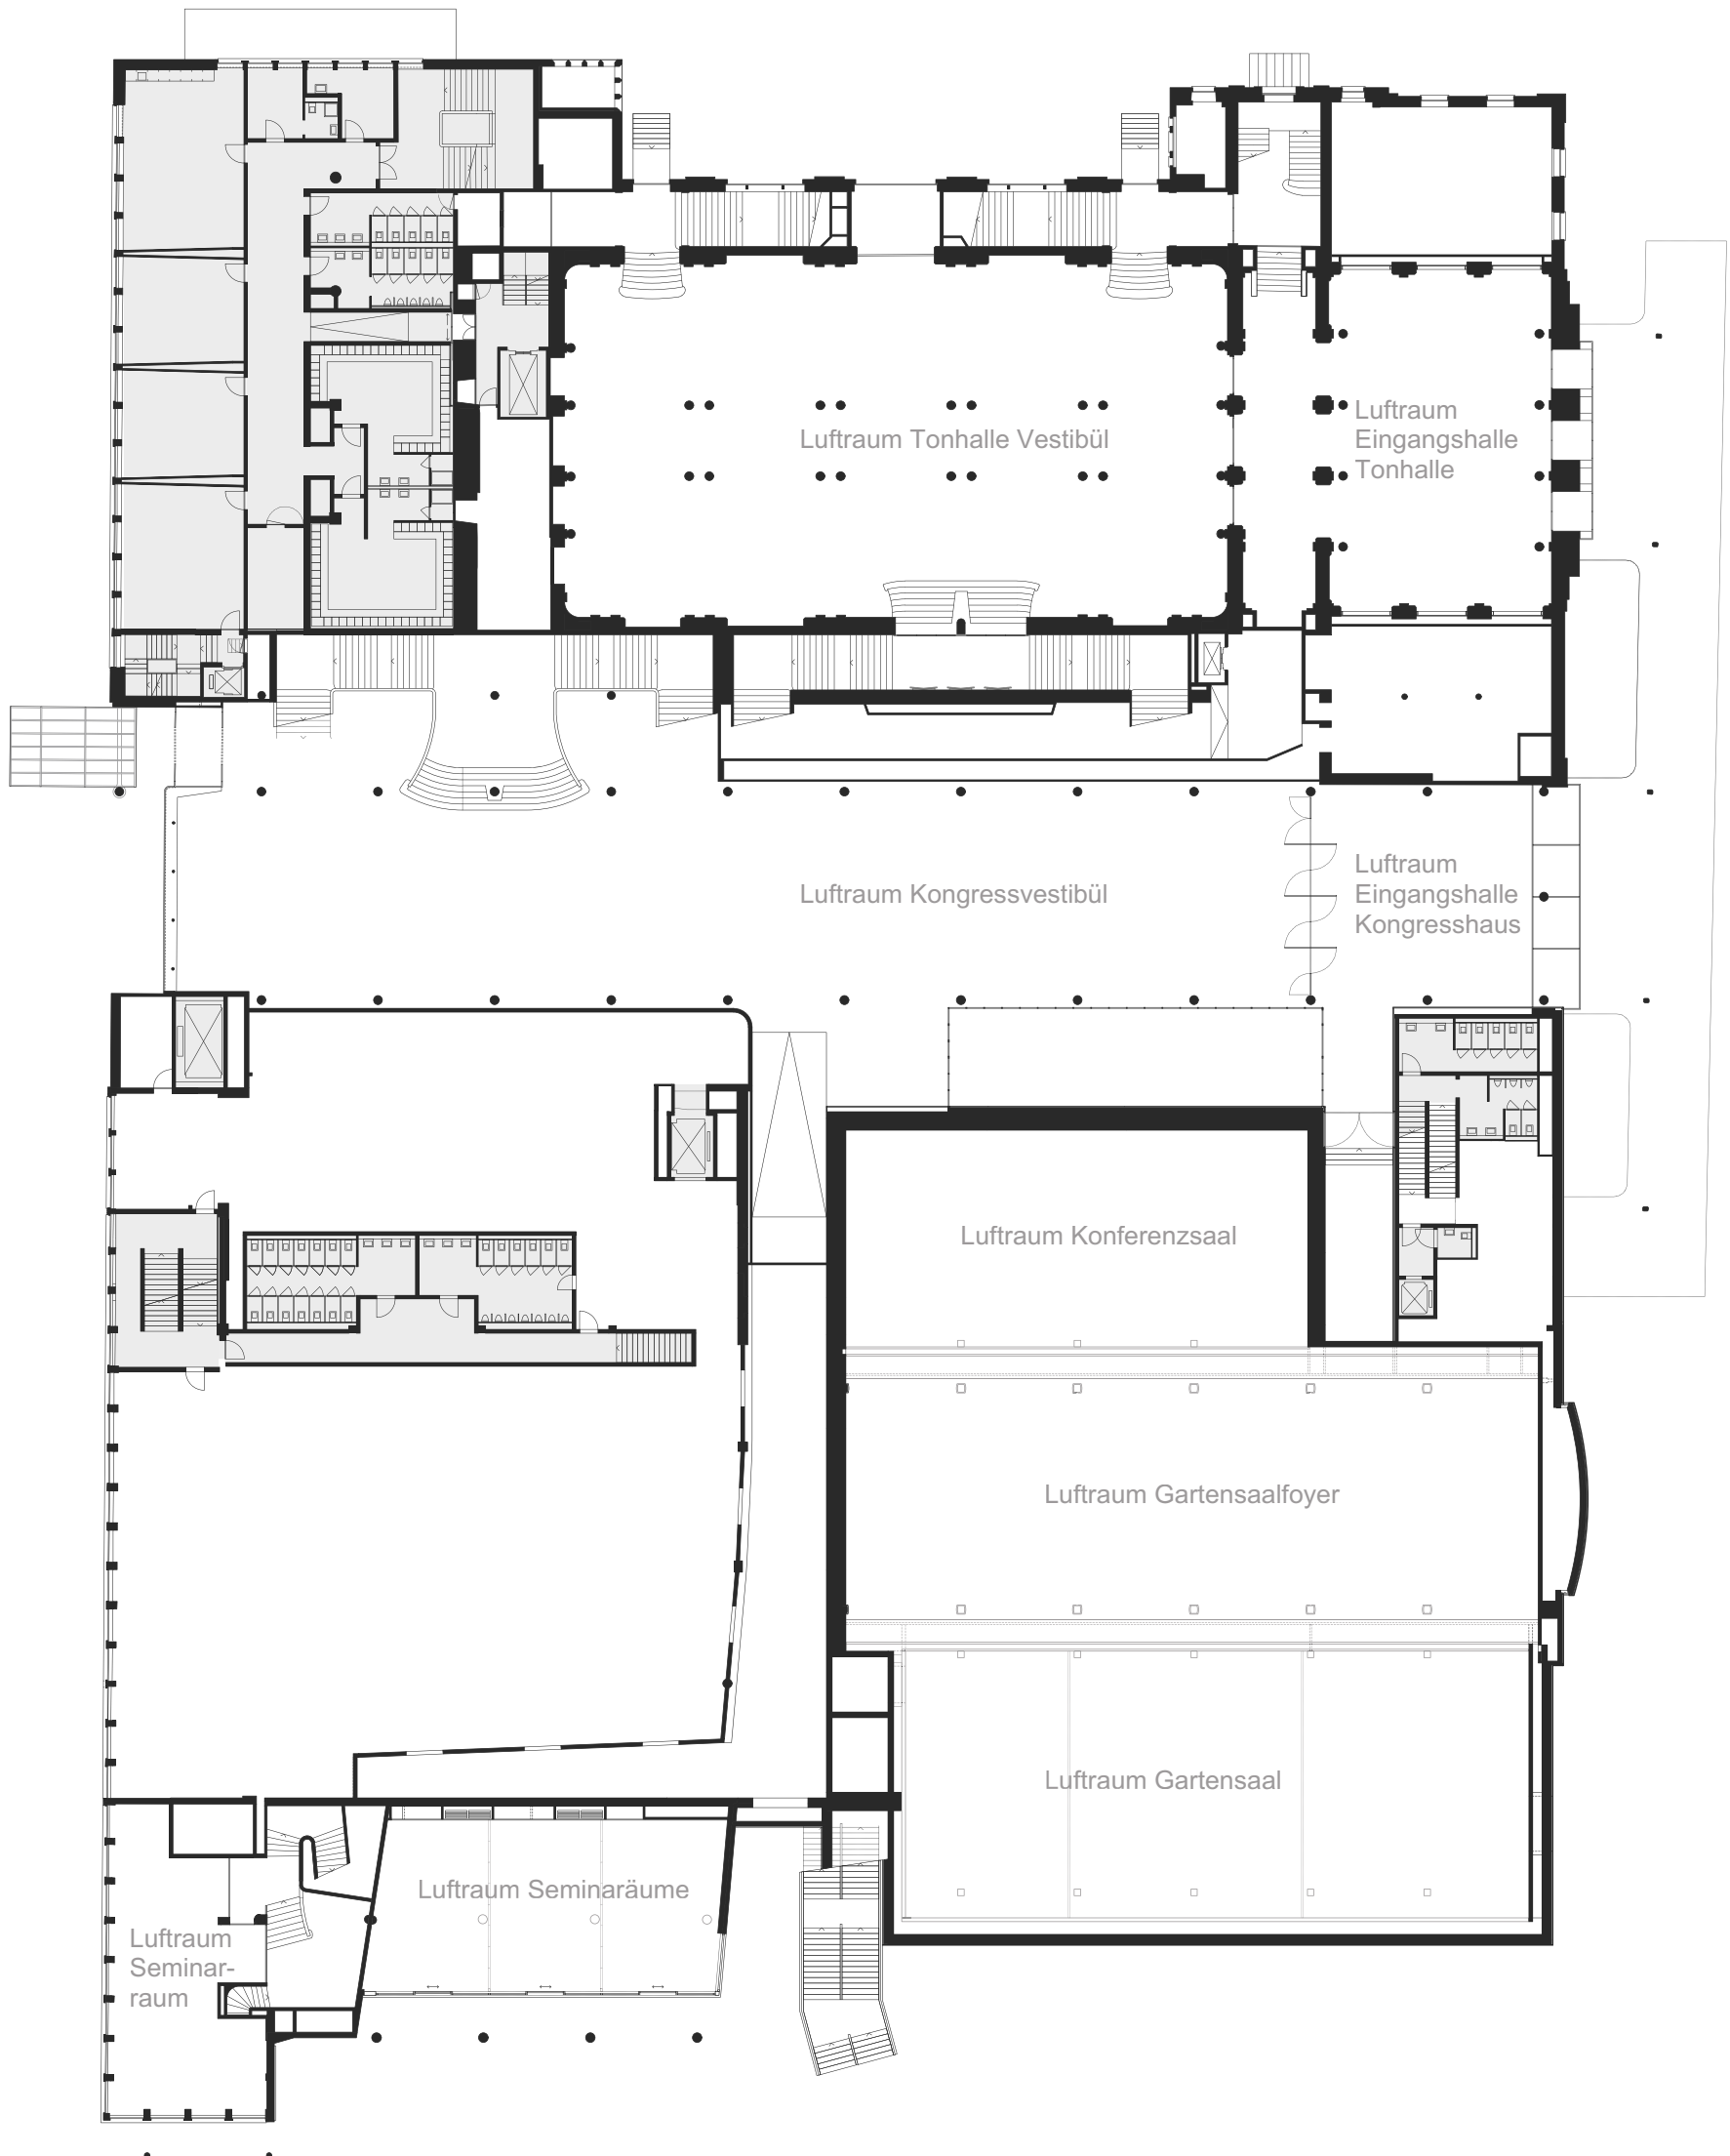 Luftraum Tonhalle Vestibül
Luftraum
Eingangshalle
Tonhalle
Luftraum Kongressvestibül
Luftraum
Eingangshalle
Kongresshaus
Luftraum Konferenzsaal
Luftraum Gartensaalfoyer
Luftraum Gartensaal
Luftraum Seminaräume
Luftraum
Seminar-
raum